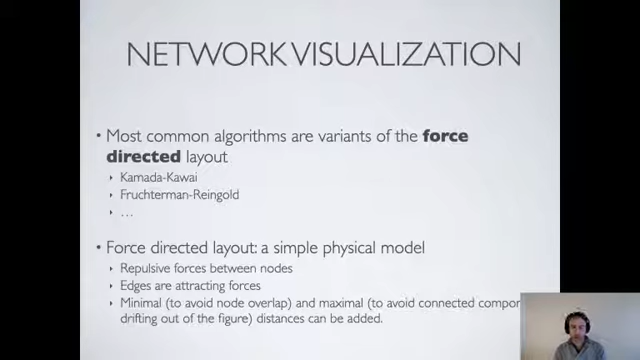 NETWORK VISUALIZATION
• Most common algorithms are variants of the force
directed layout
‣ Kamada-Kawai
‣ Fruchterman-Reingold
‣ …
• Force directed layout: a simple physical model
‣ Repulsive forces between nodes
‣ Edges are attracting forces
‣ Minimal (to avoid node overlap) and maximal (to avoid connected
drifting out of the figure) distances can be added.